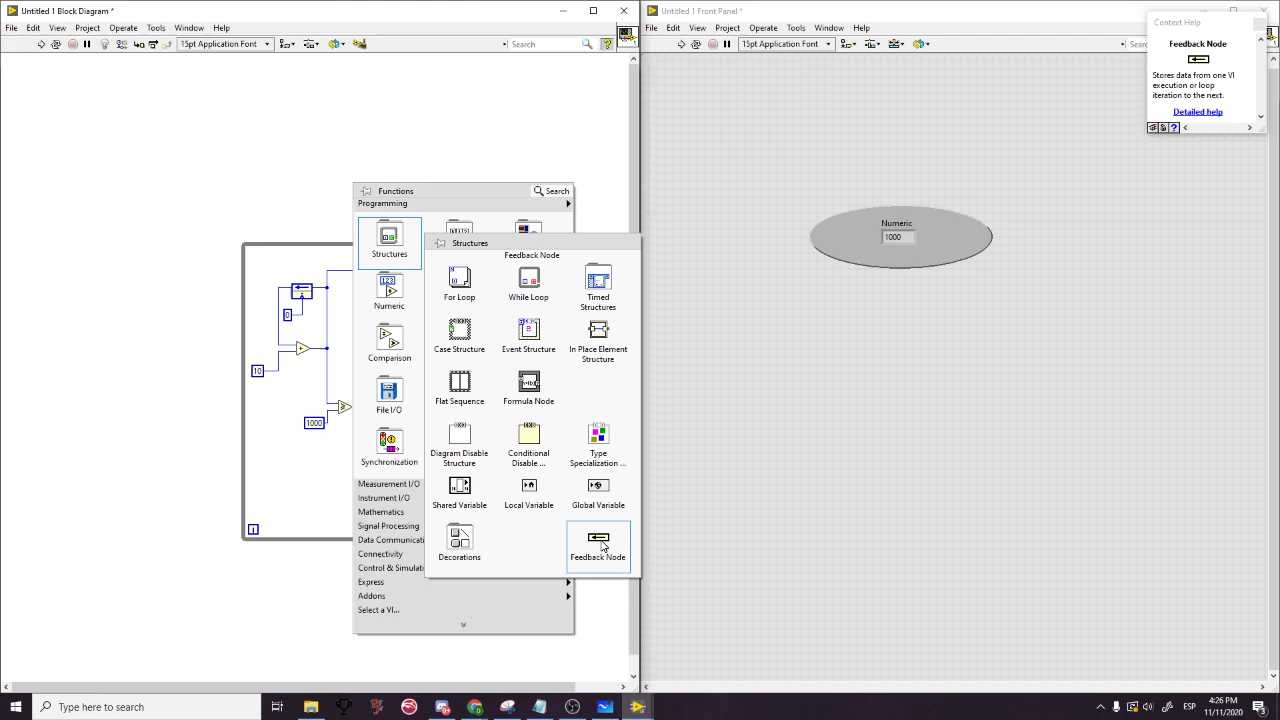 Untitled 1 Block Diagram *
File Edit View Project Operate Tools Window Help
15pt Application Font
Search
Functions
Search
Programming
Structures
Numeric
Comparison
File I/O
Synchronization
Measurement I/O
Instrument I/O
Mathematics
Signal Processing
Data Communicati
Connectivity
Control & Simulati
Express
Addons
Select a VI...
Structures
Feedback Node
For Loop
While Loop
Timed
Structures
Case Structure
Event Structure
In Place Element
Structure
Flat Sequence
Formula Node
Diagram Disable
Structure
Conditional
Disable ...
Type
Specialization ...
Shared Variable
Local Variable
Global Variable
Decorations
Feedback Node
0
10
1000
i
Untitled 1 Front Panel *
File Edit View Project Operate Tools Window Help
15pt Application Font
Searc
Context Help
Feedback Node
Stores data from one VI
execution or loop
iteration to the next.
Detailed help
Numeric
1000
Type here to search
ESP
4:26 PM
11/11/2020
3